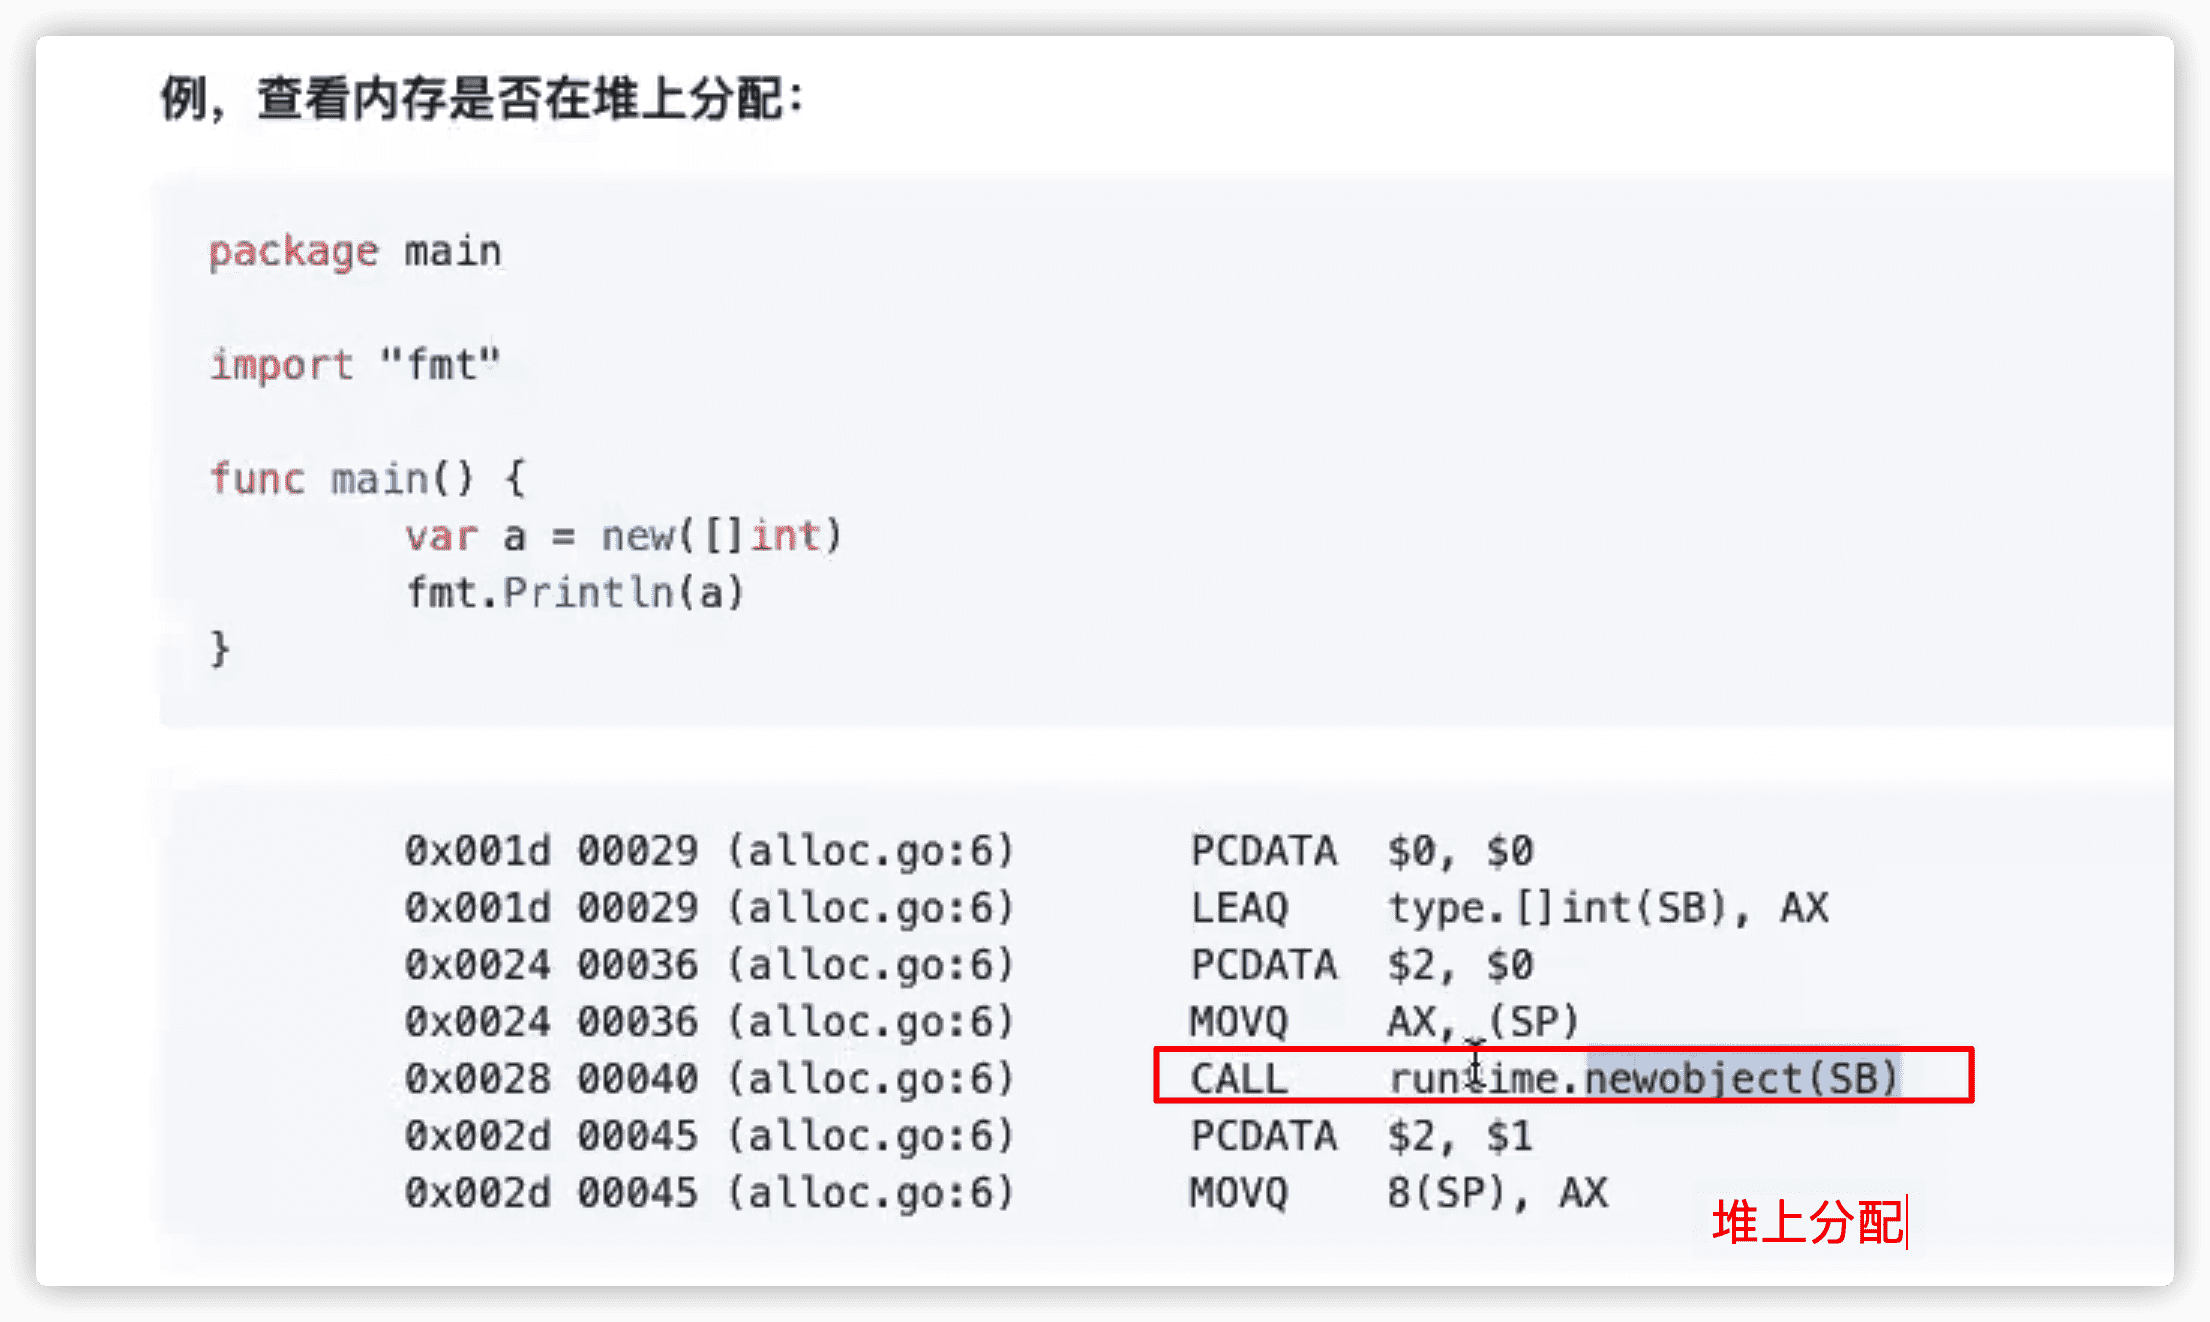 例，查看内存是否在堆上分配：
package main
import "fmt"
func main() {
var a = new([]int)
fmt.Println(a)
}
0x001d 00029 (alloc.go:6) PCDATA $0, $0
0x001d 00029 (alloc.go:6) LEAQ type.[]int(SB), AX
0x0024 00036 (alloc.go:6) PCDATA $2, $0
0x0024 00036 (alloc.go:6) MOVQ AX, (SP)
0x0028 00040 (alloc.go:6) CALL runtime.newobject(SB)
0x002d 00045 (alloc.go:6) PCDATA $2, $1
0x002d 00045 (alloc.go:6) MOVQ 8(SP), AX
堆上分配